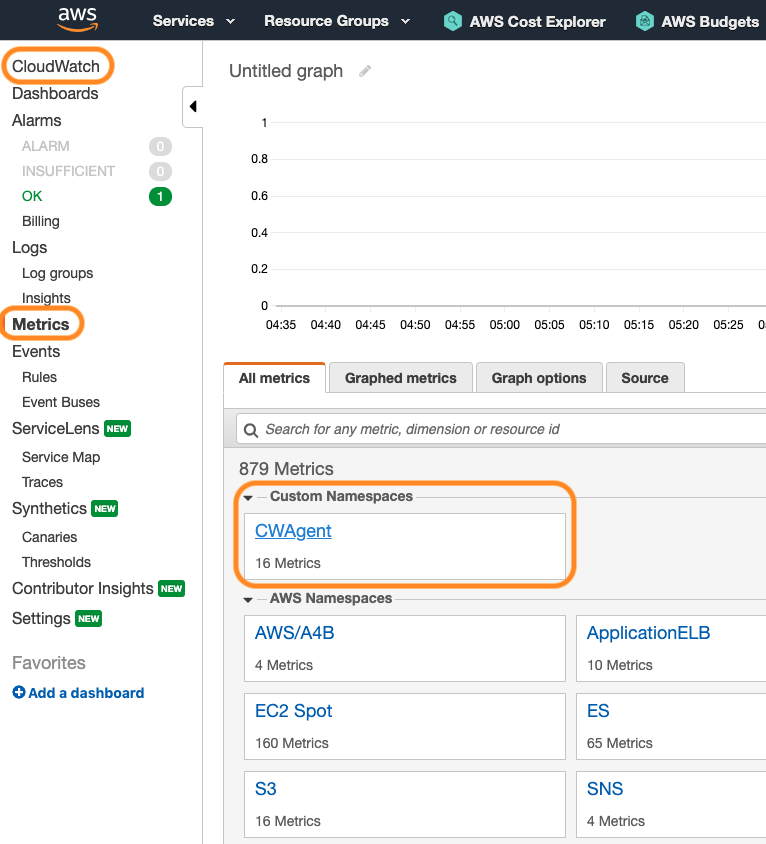 aws
Services
Resource Groups
AWS Cost Explorer
AWS Budgets
CloudWatch
Dashboards
Alarms
ALARM 0
INSUFFICIENT 0
OK 1
Billing
Logs
Log groups
Insights
Metrics
Events
Rules
Event Buses
ServiceLens NEW
Service Map
Traces
Synthetics NEW
Canaries
Thresholds
Contributor Insights NEW
Settings NEW
Favorites
Add a dashboard
Untitled graph
1
0.8
0.6
0.4
0.2
0
04:35 04:40 04:45 04:50 04:55 05:00 05:05 05:10 05:15 05:20 05:25
All metrics
Graphed metrics
Graph options
Source
Search for any metric, dimension or resource id
879 Metrics
Custom Namespaces
CWAgent
16 Metrics
AWS Namespaces
AWS/A4B
4 Metrics
ApplicationELB
10 Metrics
EC2 Spot
160 Metrics
ES
65 Metrics
S3
16 Metrics
SNS
4 Metrics